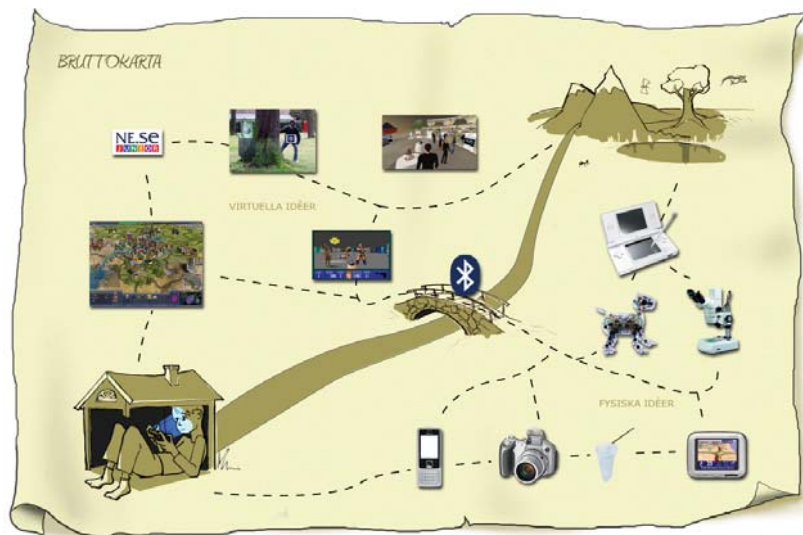 BRUTTOKARTA
NE.se
JUNIOR
VIRTUELLA IDÉER
FYSISKA IDÉER